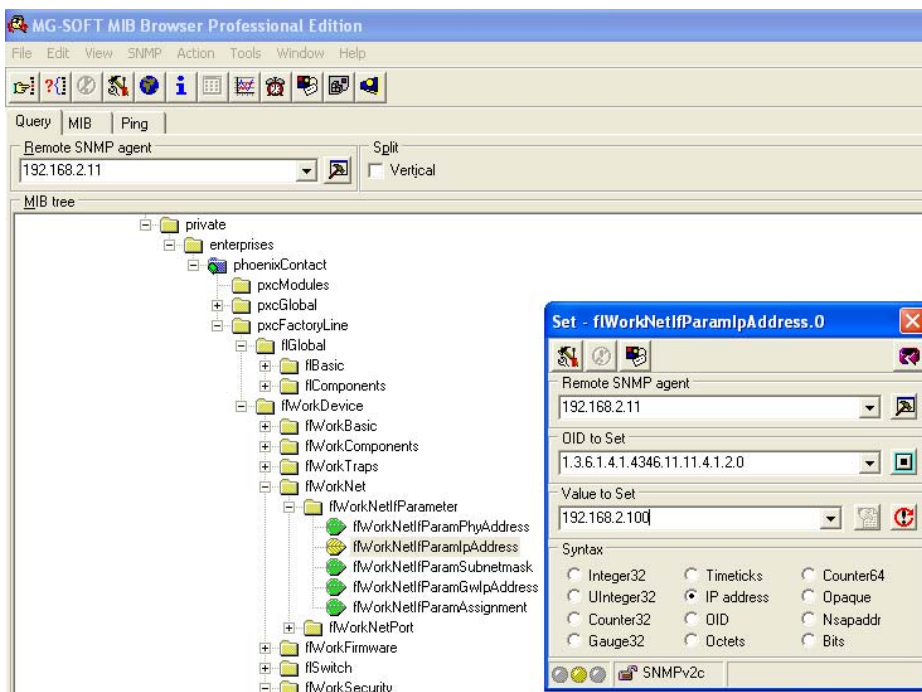 MG-SOFT MIB Browser Professional Edition
File Edit View SNMP Action Tools Window Help
Query MIB Ping
Remote SNMP agent
192.168.2.11
Split
Vertical
MIB tree
private
enterprises
phoenixContact
pxcModules
pxcGlobal
pxcFactoryLine
flGlobal
flBasic
flComponents
flWorkDevice
flWorkBasic
flWorkComponents
flWorkTraps
flWorkNet
flWorkNetIfParameter
flWorkNetIfParamPhyAddress
flWorkNetIfParamIpAddress
flWorkNetIfParamSubnetmask
flWorkNetIfParamGwIpAddress
flWorkNetIfParamAssignment
flWorkNetPort
flWorkFirmware
flSwitch
flWorkSecurity
Set - flWorkNetIfParamIpAddress.0
Remote SNMP agent
192.168.2.11
OID to Set
1.3.6.1.4.1.4346.11.11.4.1.2.0
Value to Set
192.168.2.100
Syntax
Integer32 Timeticks Counter64
UInteger32 IP address Opaque
Counter32 OID Nsapaddr
Gauge32 Octets Bits
SNMPv2c